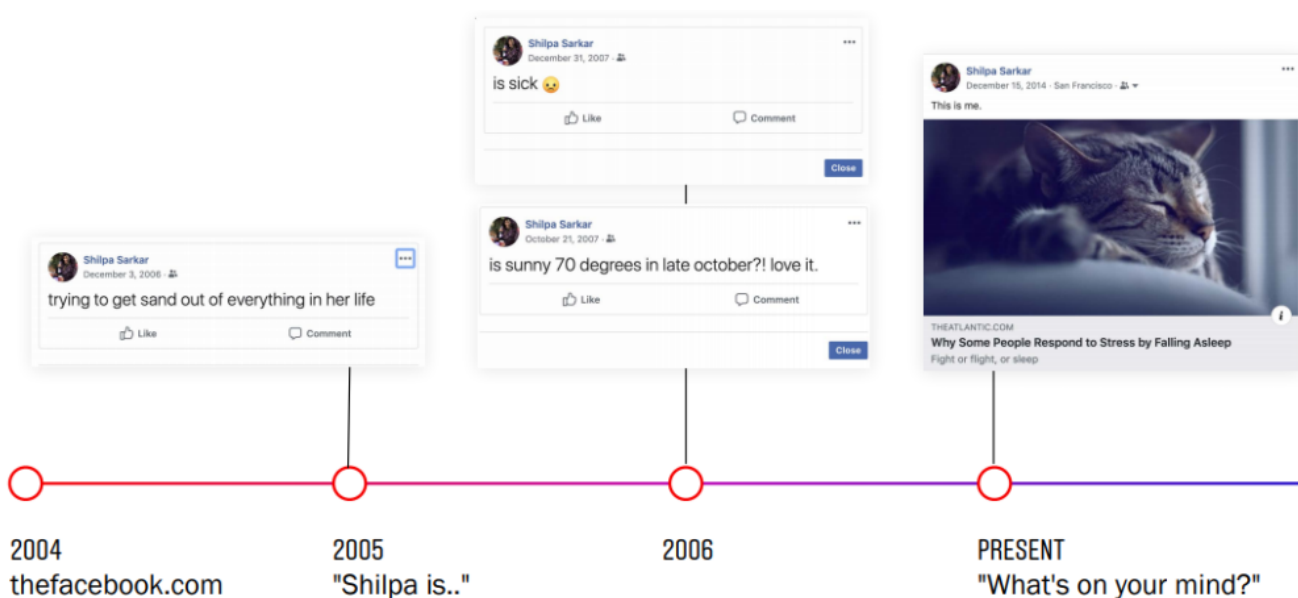 Shilpa Sarkar
December 31, 2007
is sick
Like Comment
Close
Shilpa Sarkar
October 21, 2007
is sunny 70 degrees in late october?! love it.
Like Comment
Close
Shilpa Sarkar
December 3, 2006
trying to get sand out of everything in her life
Like Comment
Shilpa Sarkar
December 15, 2014 · San Francisco
This is me.
THEATLANTIC.COM
Why Some People Respond to Stress by Falling Asleep
Fight or flight, or sleep
2004
thefacebook.com
2005
"Shilpa is.."
2006
PRESENT
"What's on your mind?"